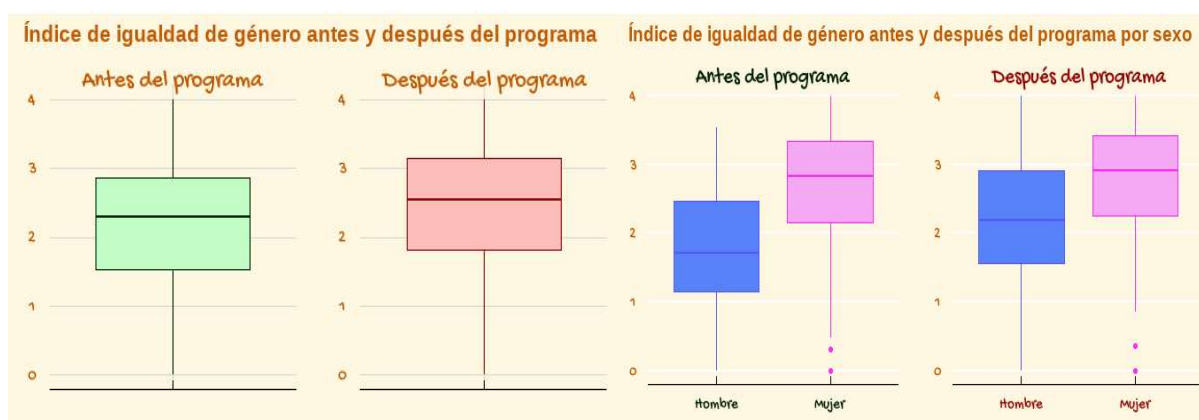 Índice de igualdad de género antes y después del programa
Antes del programa
Después del programa
4
3
2
1
0
4
3
2
1
0
Índice de igualdad de género antes y después del programa por sexo
Antes del programa
Después del programa
4
3
2
1
0
Hombre
Mujer
4
3
2
1
0
Hombre
Mujer